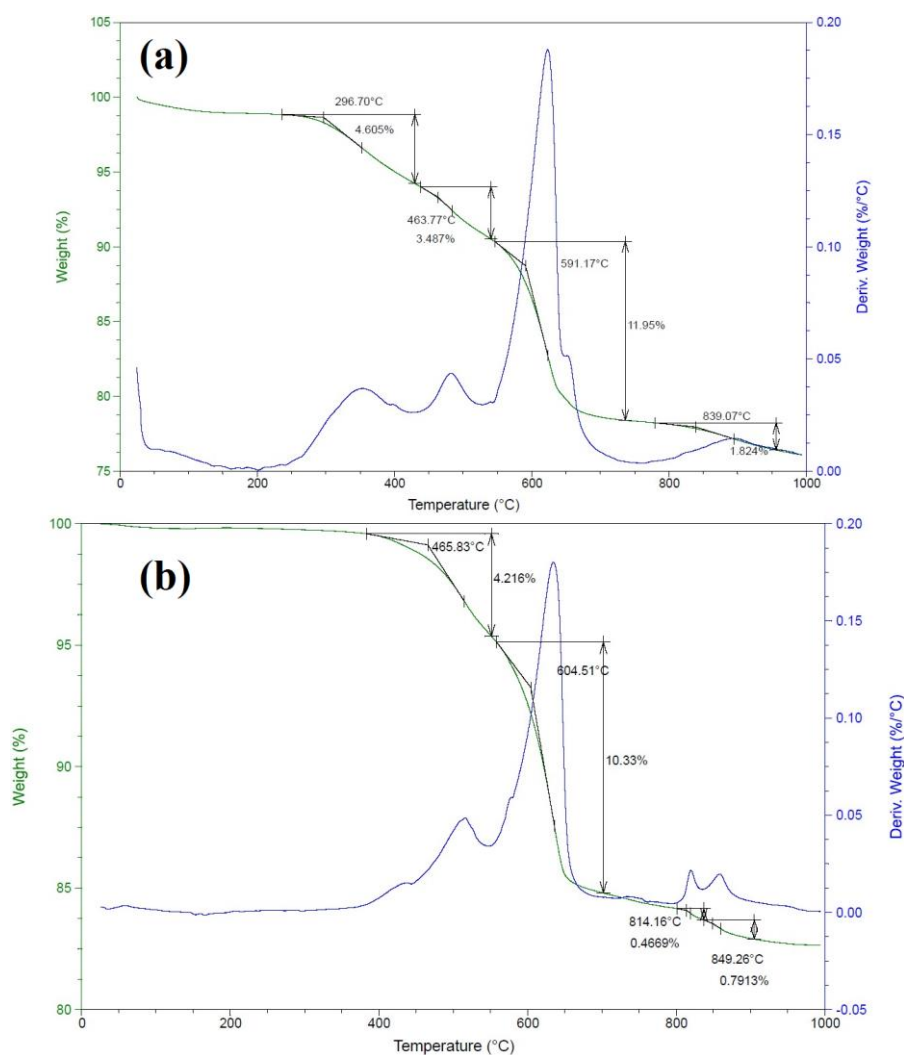 (a)
105
100
95
90
85
80
75
Weight (%)
296.70°C
4.605%
463.77°C
3.487%
591.17°C
11.95%
839.07°C
1.824%
0.20
0.15
0.10
0.05
0.00
Deriv. Weight (%/°C)
0 200 400 600 800 1000
Temperature (°C)
(b)
100
95
90
85
80
Weight (%)
465.83°C
4.216%
604.51°C
10.33%
814.16°C
0.4669%
849.26°C
0.7913%
0.20
0.15
0.10
0.05
0.00
-0.05
Deriv. Weight (%/°C)
0 200 400 600 800 1000
Temperature (°C)